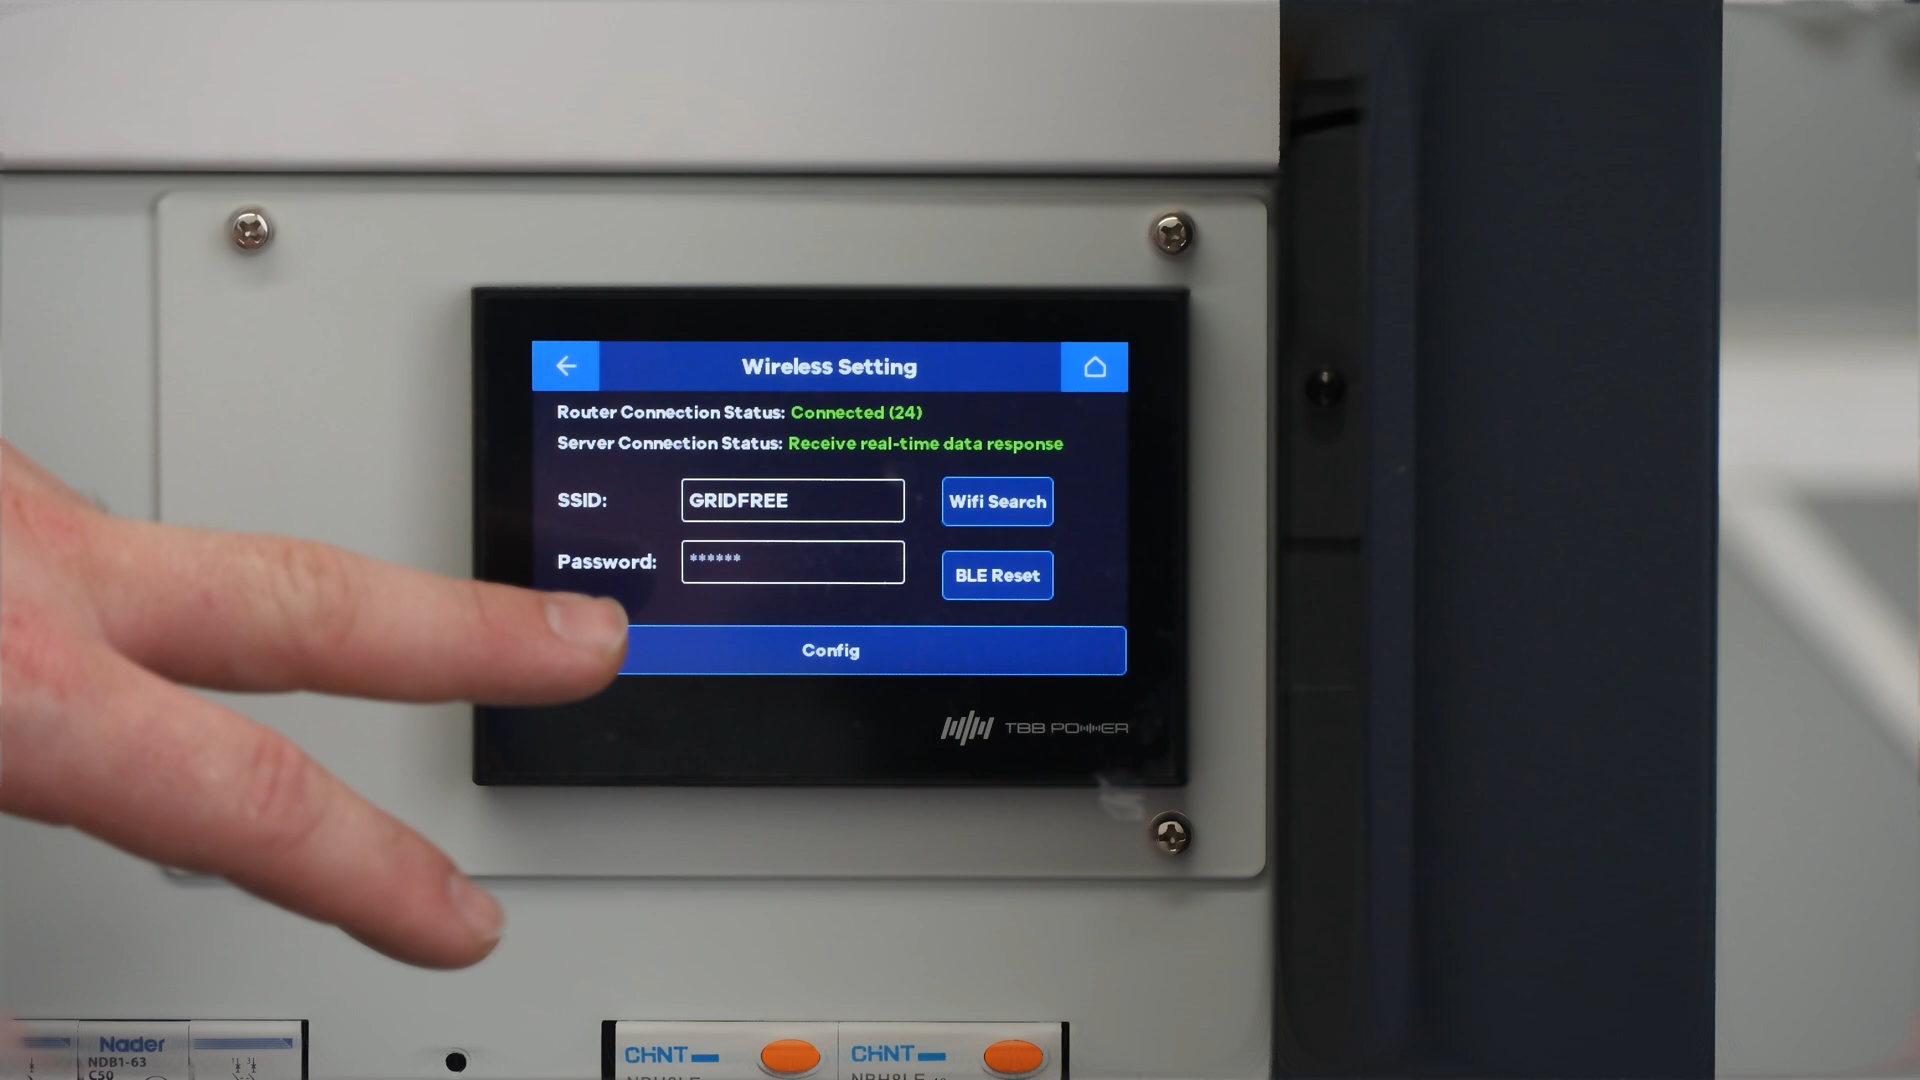 Wireless Setting
Router Connection Status: Connected (24)
Server Connection Status: Receive real-time data response
SSID: GRIDFREE Wifi Search
Password: ****** BLE Reset
Config
TBB POWER
Nader
NDB1-63
C50
CHNT CHNT